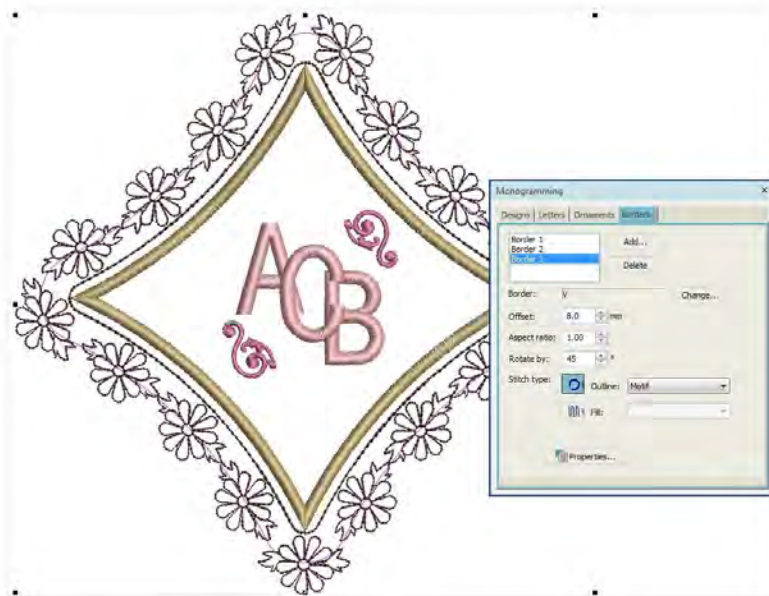 AOB
Monogramming
Designs Letters Ornaments Borders
Border 1
Border 2
Border 3
Add...
Delete
Border: V Change...
Offset: 8.0 mm
Aspect ratio: 1.00
Rotate by: 45 °
Stitch type: Outline: Motif
Fill:
Properties...